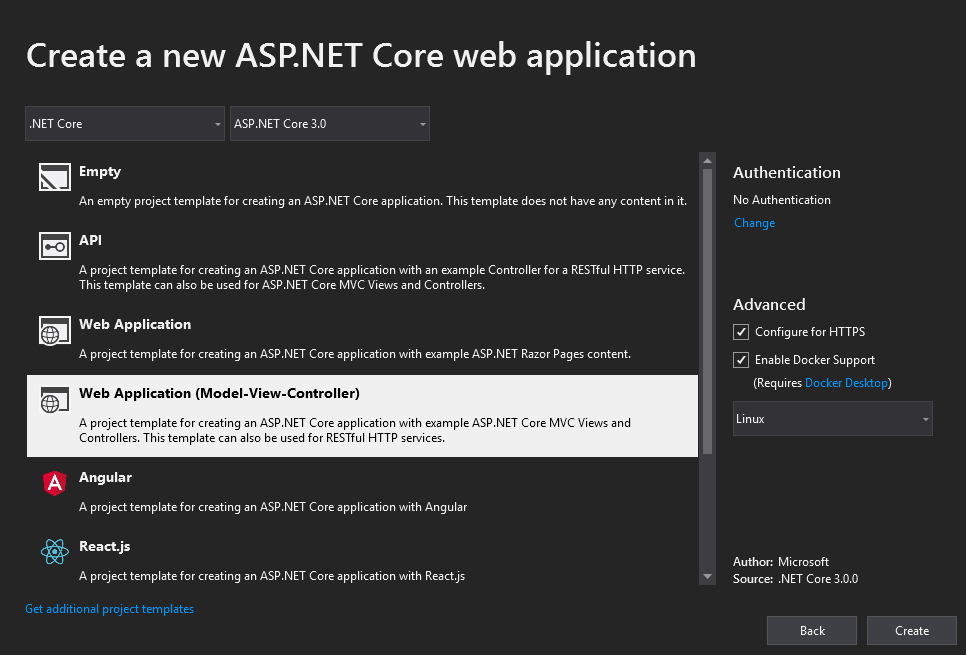 Create a new ASP.NET Core web application
.NET Core
ASP.NET Core 3.0
Empty
An empty project template for creating an ASP.NET Core application. This template does not have any content in it.
API
A project template for creating an ASP.NET Core application with an example Controller for a RESTful HTTP service.
This template can also be used for ASP.NET Core MVC Views and Controllers.
Web Application
A project template for creating an ASP.NET Core application with example ASP.NET Razor Pages content.
Web Application (Model-View-Controller)
A project template for creating an ASP.NET Core application with example ASP.NET Core MVC Views and
Controllers. This template can also be used for RESTful HTTP services.
Angular
A project template for creating an ASP.NET Core application with Angular
React.js
A project template for creating an ASP.NET Core application with React.js
Get additional project templates
Authentication
No Authentication
Change
Advanced
Configure for HTTPS
Enable Docker Support
(Requires Docker Desktop)
Linux
Author: Microsoft
Source: .NET Core 3.0.0
Back
Create